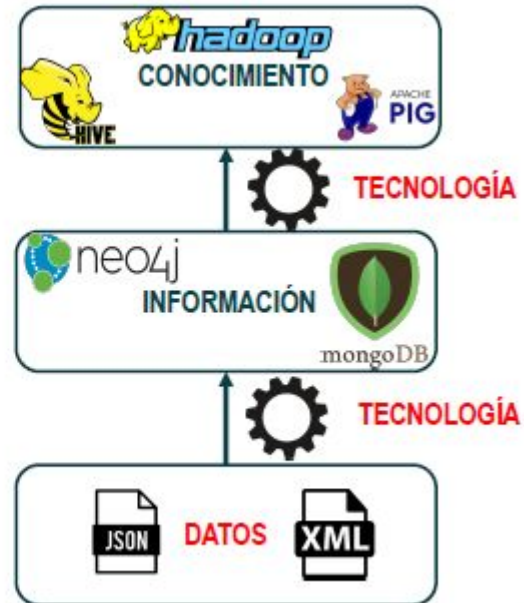 hadoop
CONOCIMIENTO
HIVE
APACHE
PIG
TECNOLOGÍA
neo4j
INFORMACIÓN
mongoDB
TECNOLOGÍA
JSON
DATOS
XML